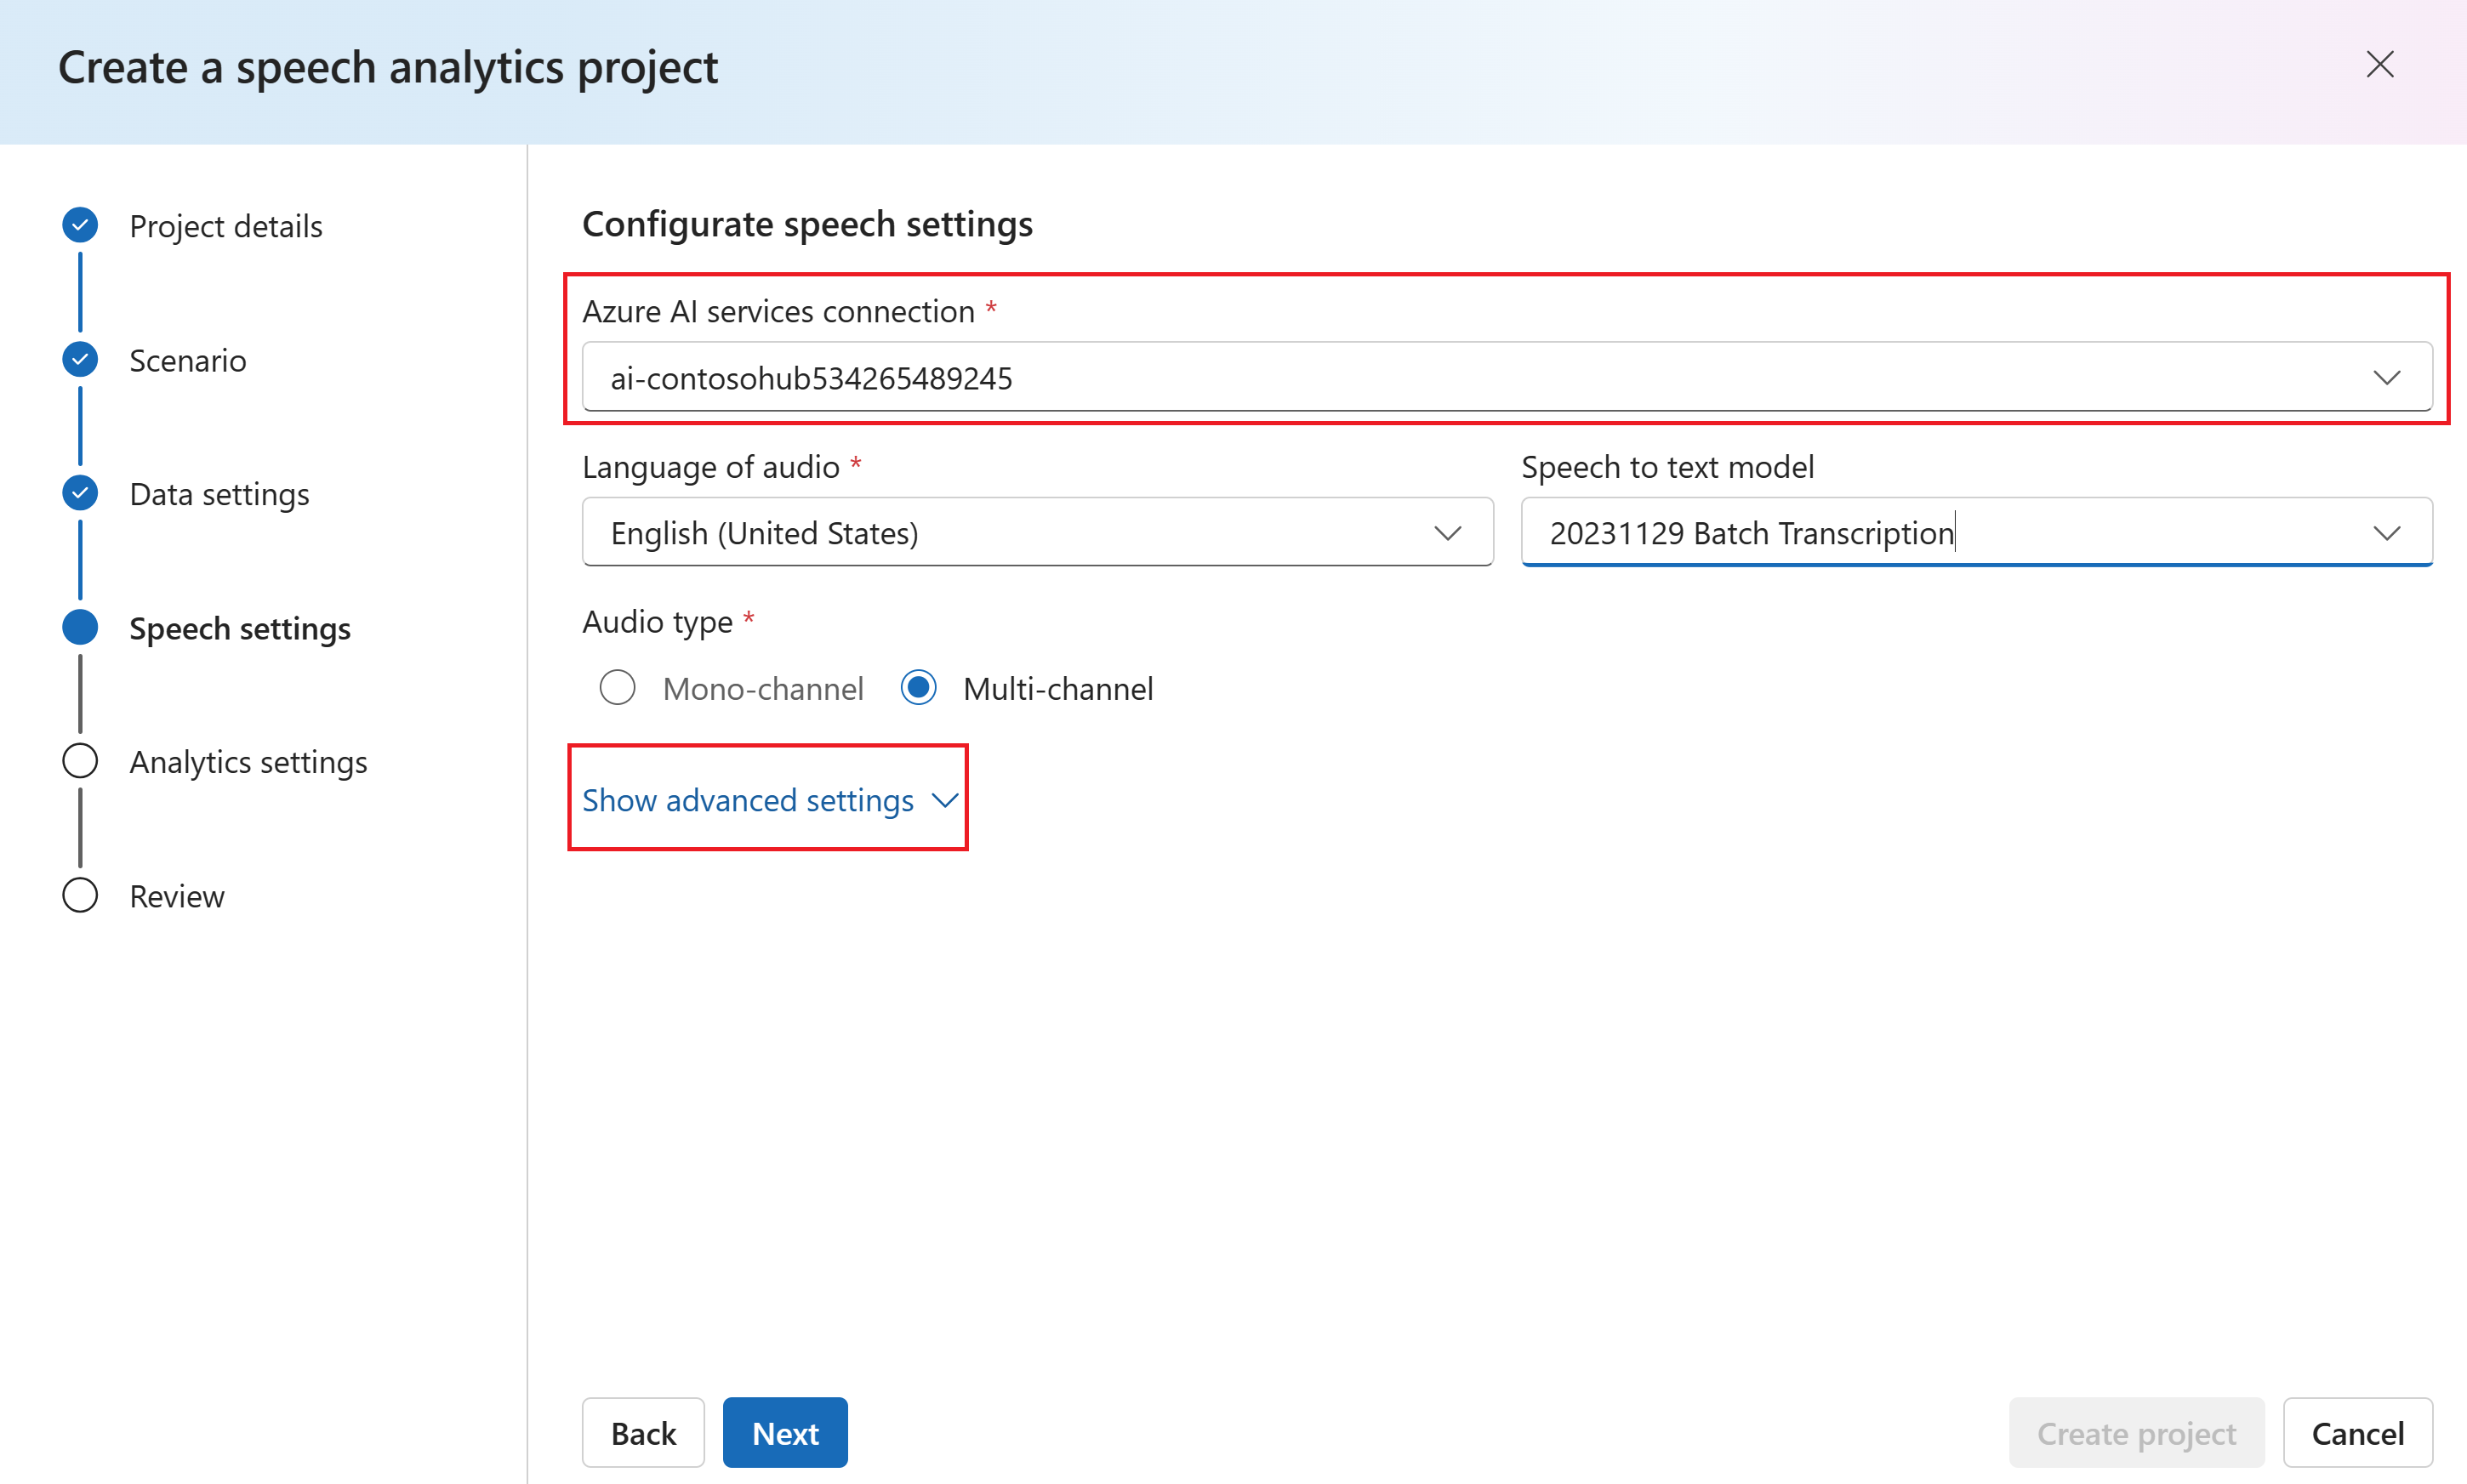 Create a speech analytics project
Project details
Scenario
Data settings
Speech settings
Analytics settings
Review
Configurate speech settings
Azure AI services connection *
ai-contosohub534265489245
Language of audio * Speech to text model
English (United States) 20231129 Batch Transcription
Audio type *
Mono-channel Multi-channel
Show advanced settings
Back Next Create project Cancel